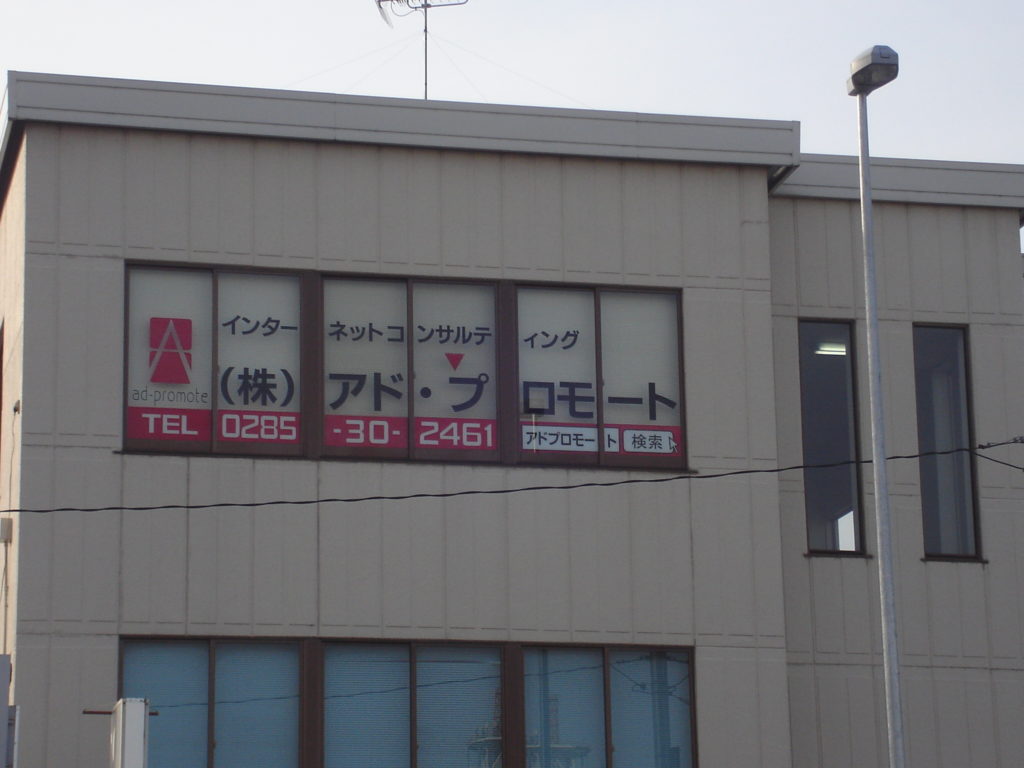 インターネットコンサルティング
ad-promote
(株)アド・プロモート
TEL 0285-30-2461
アドプロモート 検索